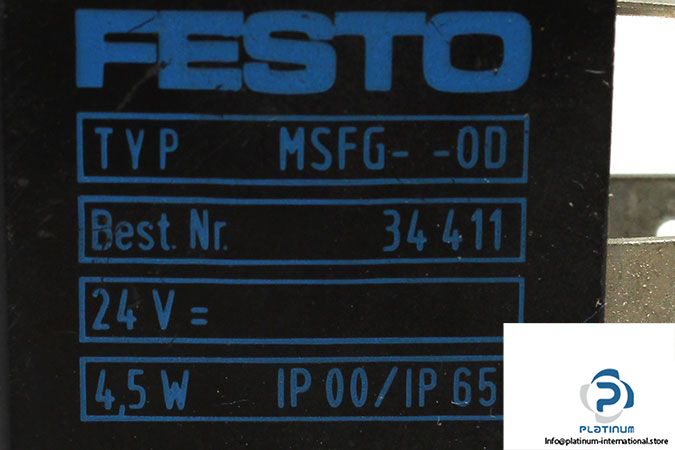 FESTO
TYP MSFG- -OD
Best. Nr. 34 411
24 V =
4,5 W IP 00/IP 65
PLATINUM
Info@platinum-international.store